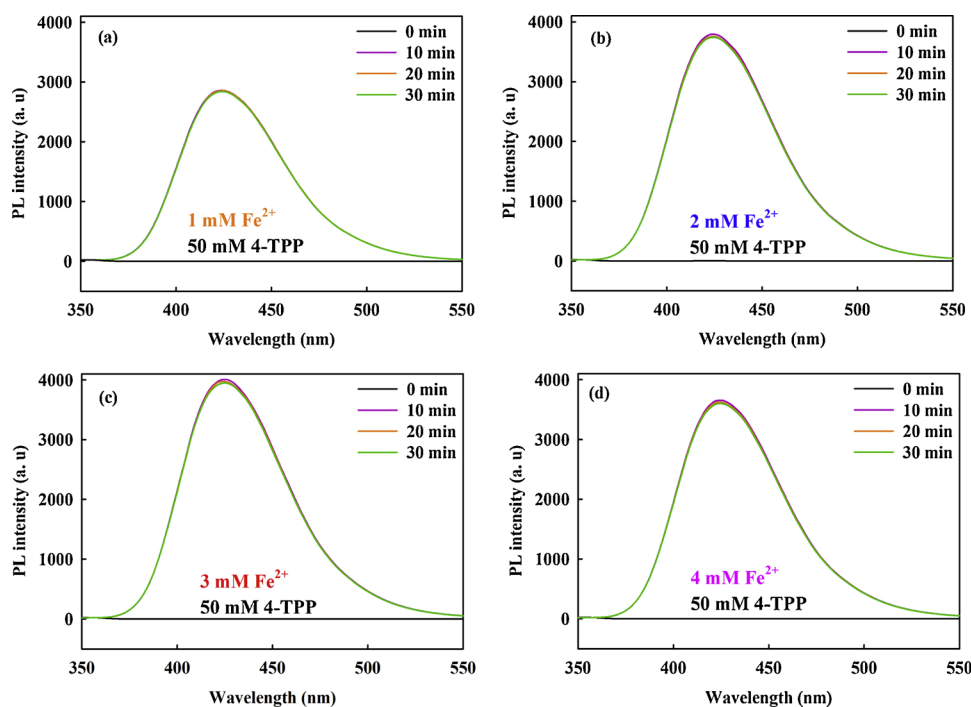 (a)
0 min
10 min
20 min
30 min
1 mM Fe²⁺
50 mM 4-TPP
PL intensity (a. u)
4000
3000
2000
1000
0
350 400 450 500 550
Wavelength (nm)
(b)
0 min
10 min
20 min
30 min
2 mM Fe²⁺
50 mM 4-TPP
PL intensity (a. u)
4000
3000
2000
1000
0
350 400 450 500 550
Wavelength (nm)
(c)
0 min
10 min
20 min
30 min
3 mM Fe²⁺
50 mM 4-TPP
PL intensity (a. u)
4000
3000
2000
1000
0
350 400 450 500 550
Wavelength (nm)
(d)
0 min
10 min
20 min
30 min
4 mM Fe²⁺
50 mM 4-TPP
PL intensity (a. u)
4000
3000
2000
1000
0
350 400 450 500 550
Wavelength (nm)